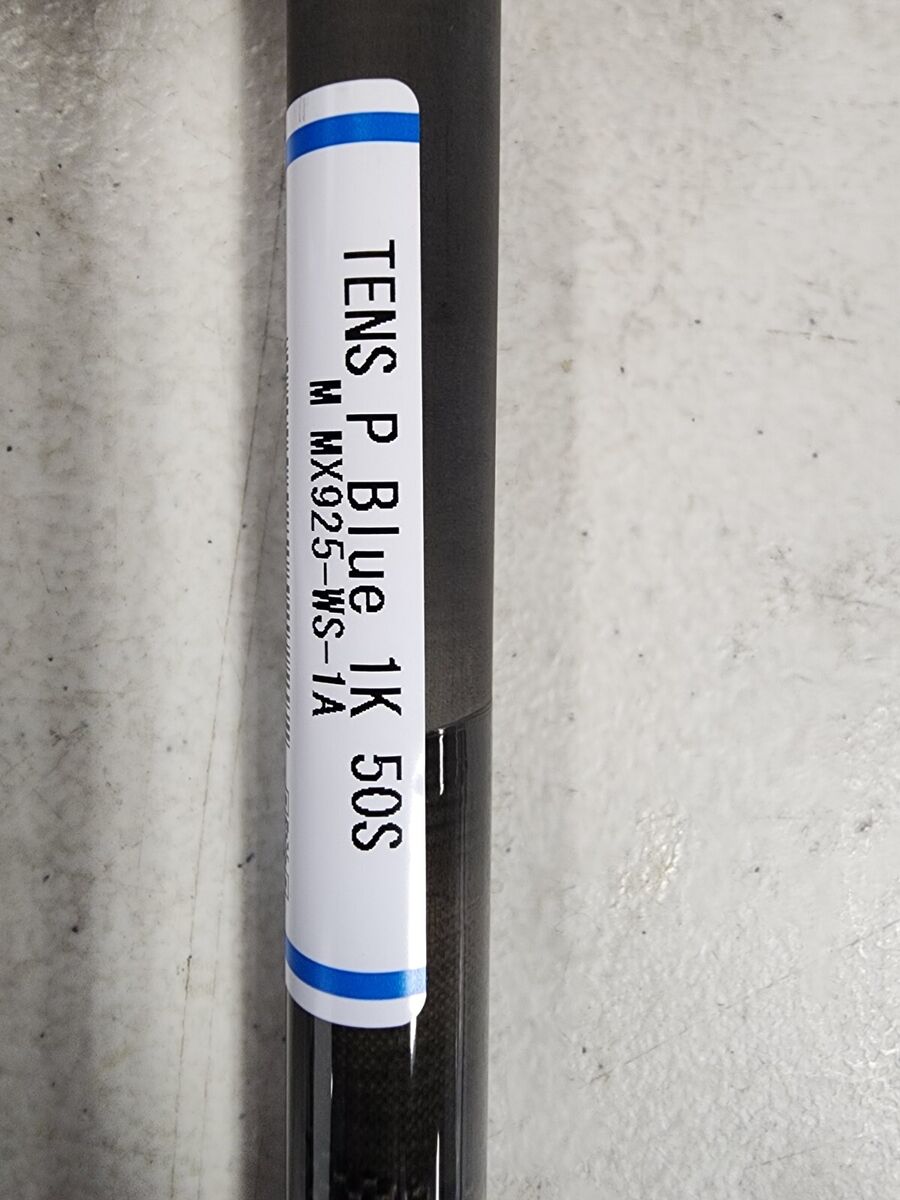 TENS P Blue 1K 50S
M MX925-WS-1A